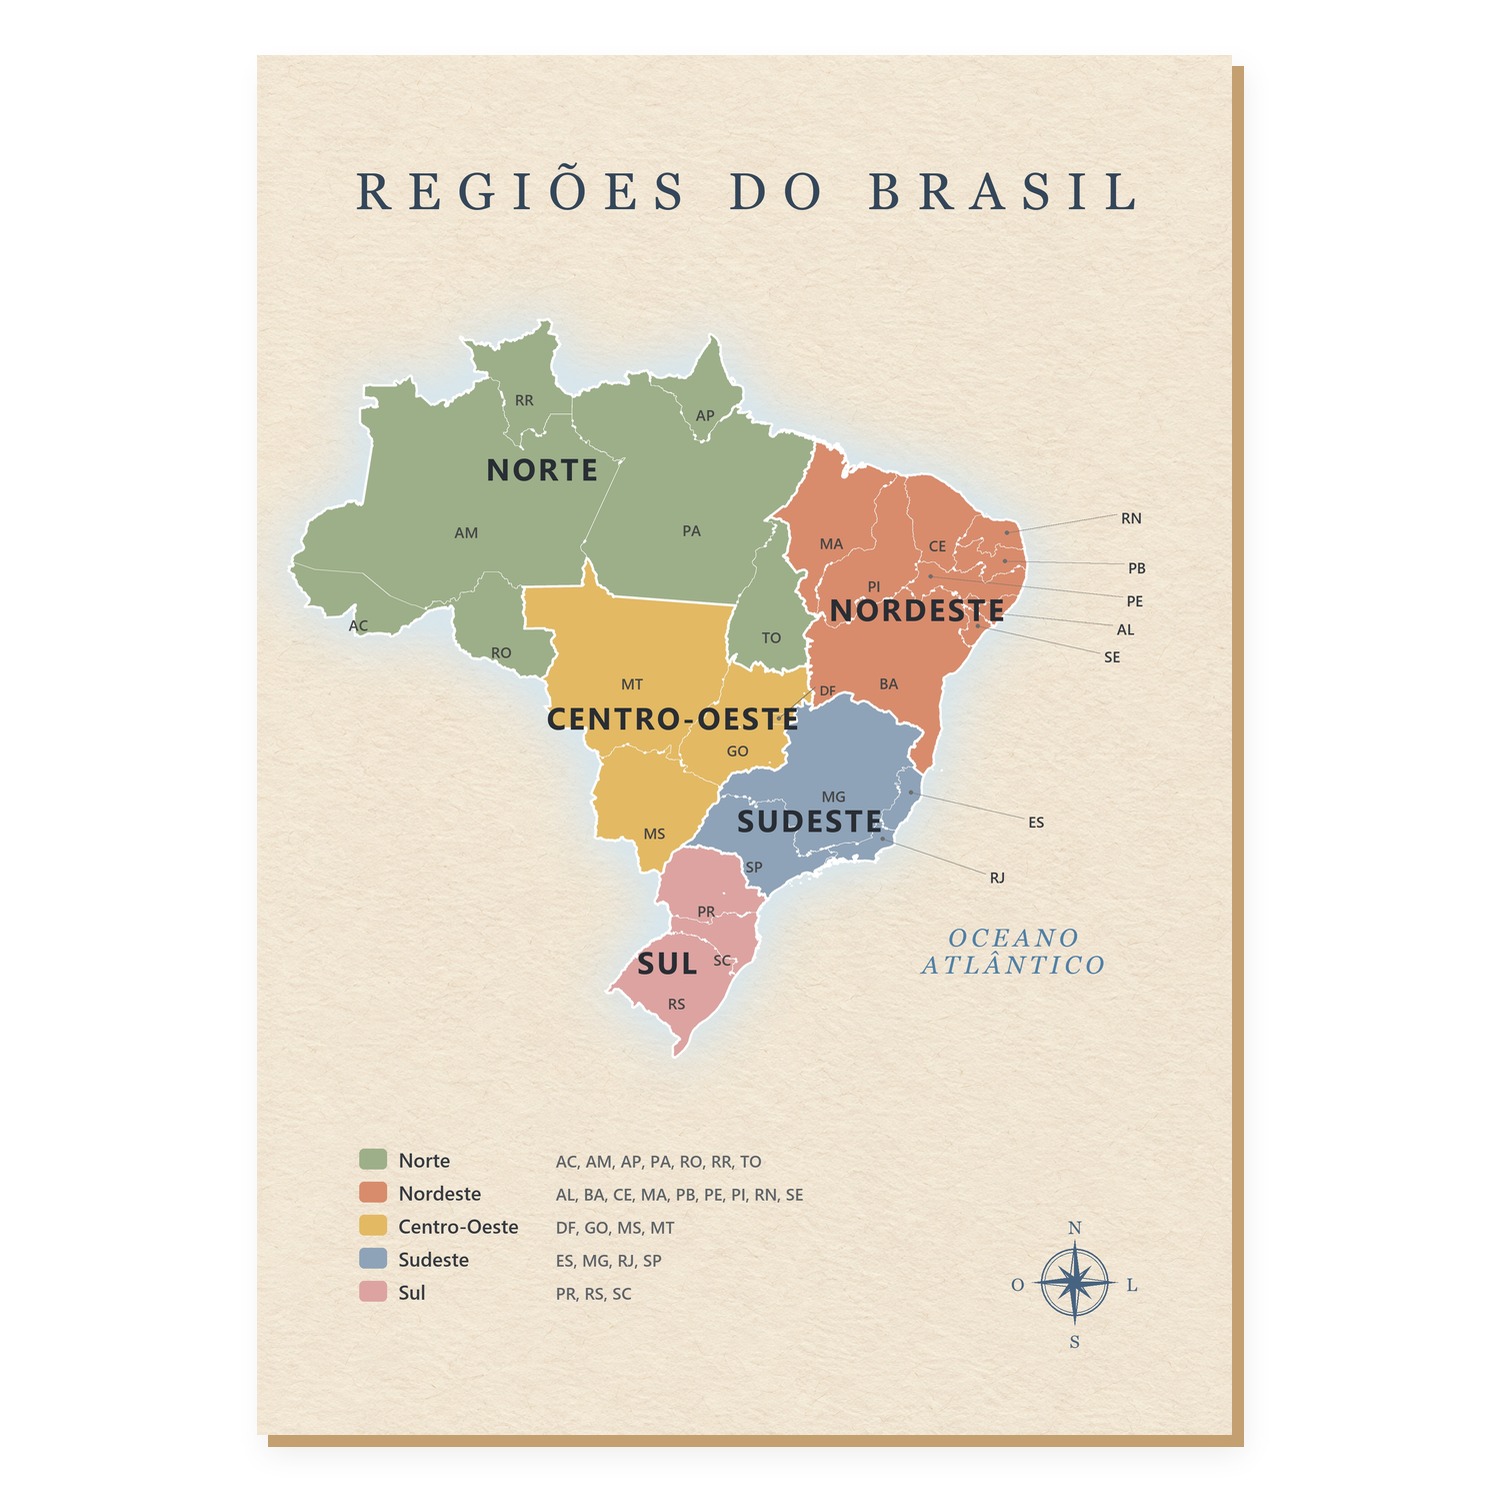 REGIÕES DO BRASIL
RR
AP
NORTE
AM
PA
RN
MA
CE
PB
PI
PE
NORDESTE
AC
AL
TO
RO
SE
MT
BA
DF
CENTRO-OESTE
GO
MG
SUDESTE
ES
MS
SP
RJ
PR
OCEANO
ATLÂNTICO
SUL
SC
RS
Norte AC, AM, AP, PA, RO, RR, TO
Nordeste AL, BA, CE, MA, PB, PE, PI, RN, SE
Centro-Oeste DF, GO, MS, MT
Sudeste ES, MG, RJ, SP
Sul PR, RS, SC
N
O L
S